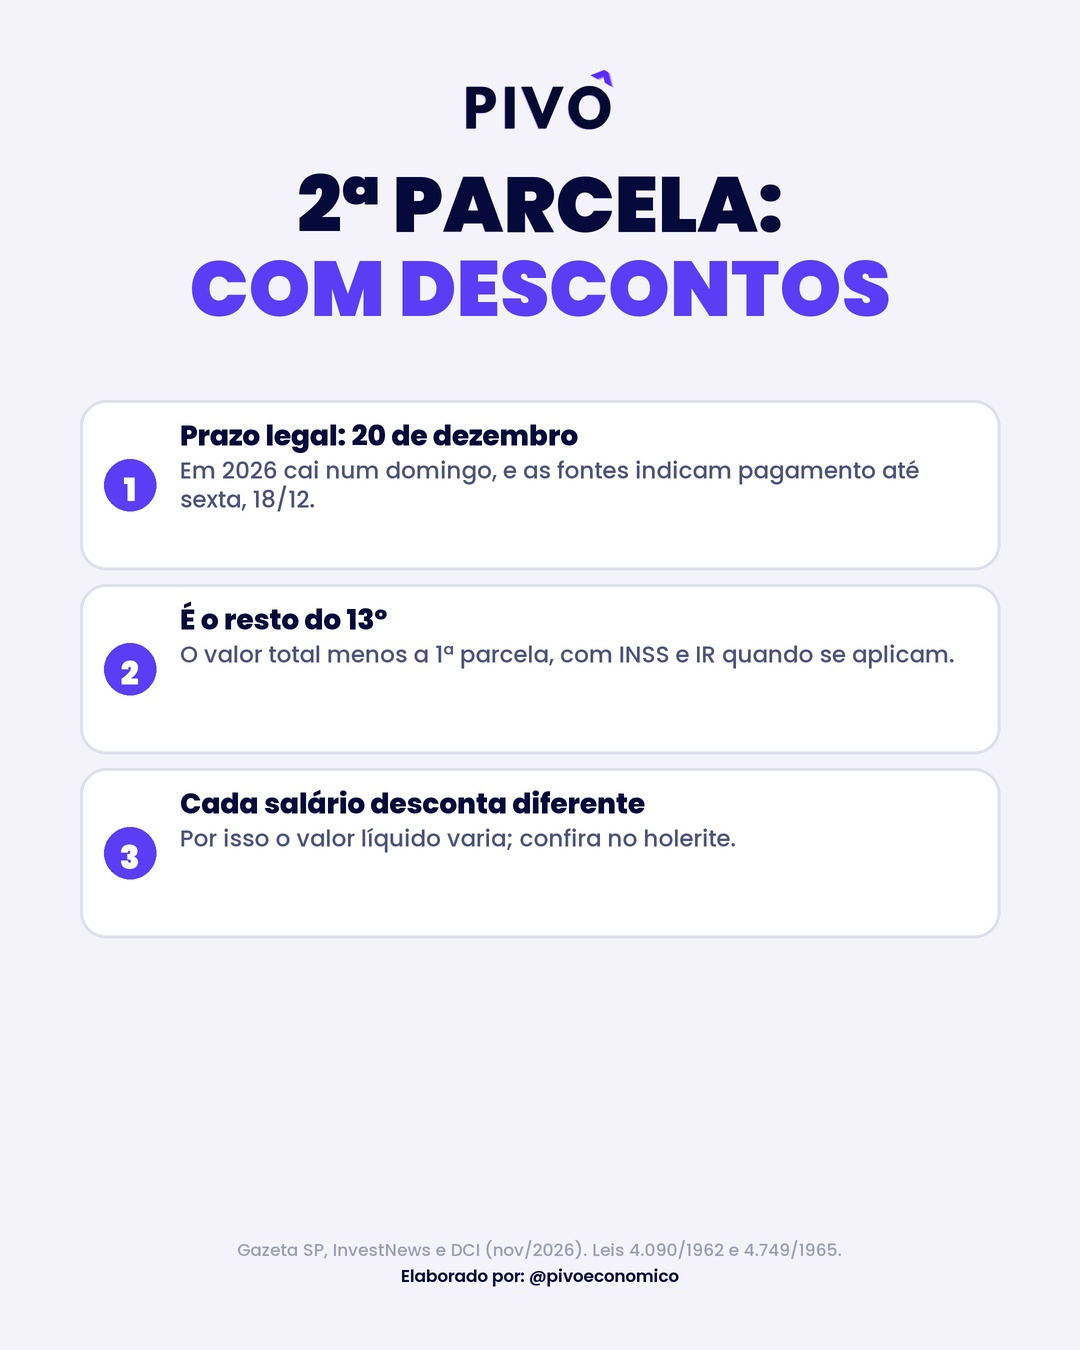 PIVÔ
2ª PARCELA:
COM DESCONTOS
Prazo legal: 20 de dezembro
1
Em 2026 cai num domingo, e as fontes indicam pagamento até
sexta, 18/12.
É o resto do 13º
2
O valor total menos a 1ª parcela, com INSS e IR quando se aplicam.
Cada salário desconta diferente
3
Por isso o valor líquido varia; confira no holerite.
Gazeta SP, InvestNews e DCI (nov/2026). Leis 4.090/1962 e 4.749/1965.
Elaborado por: @pivoeconomico